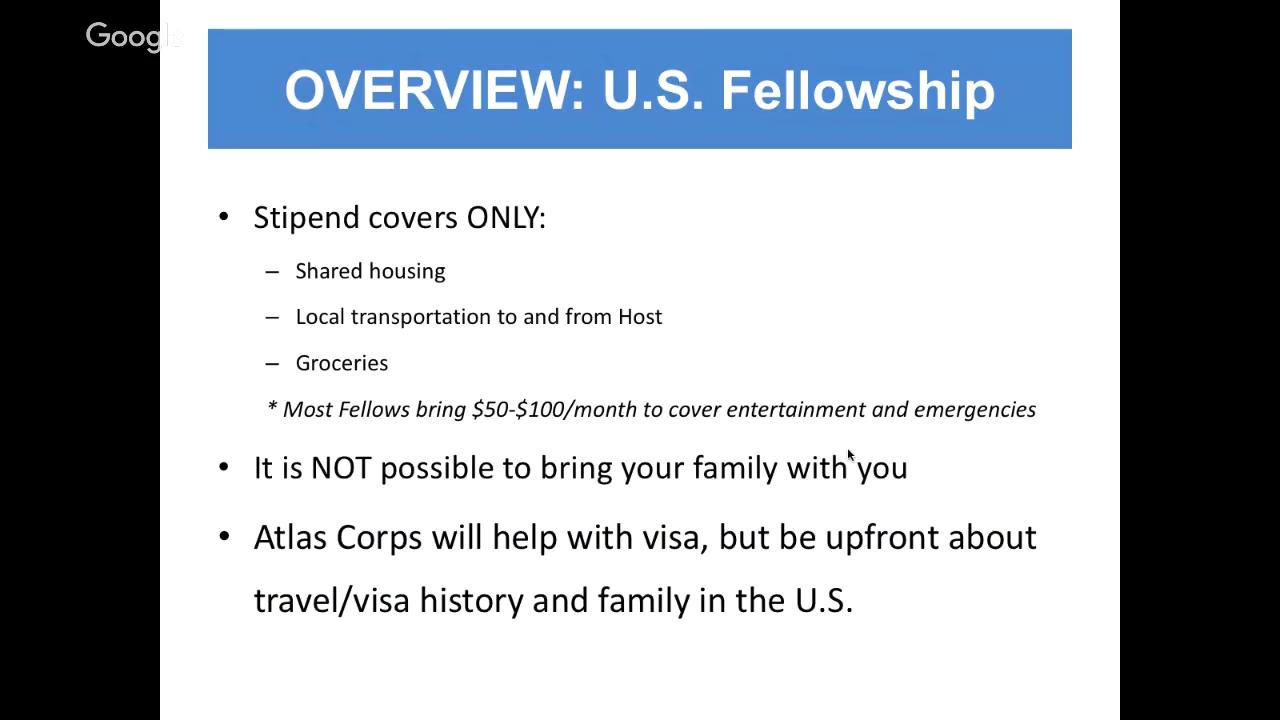 Google
OVERVIEW: U.S. Fellowship
• Stipend covers ONLY:
– Shared housing
– Local transportation to and from Host
– Groceries
* Most Fellows bring $50-$100/month to cover entertainment and emergencies
• It is NOT possible to bring your family with you
• Atlas Corps will help with visa, but be upfront about
travel/visa history and family in the U.S.